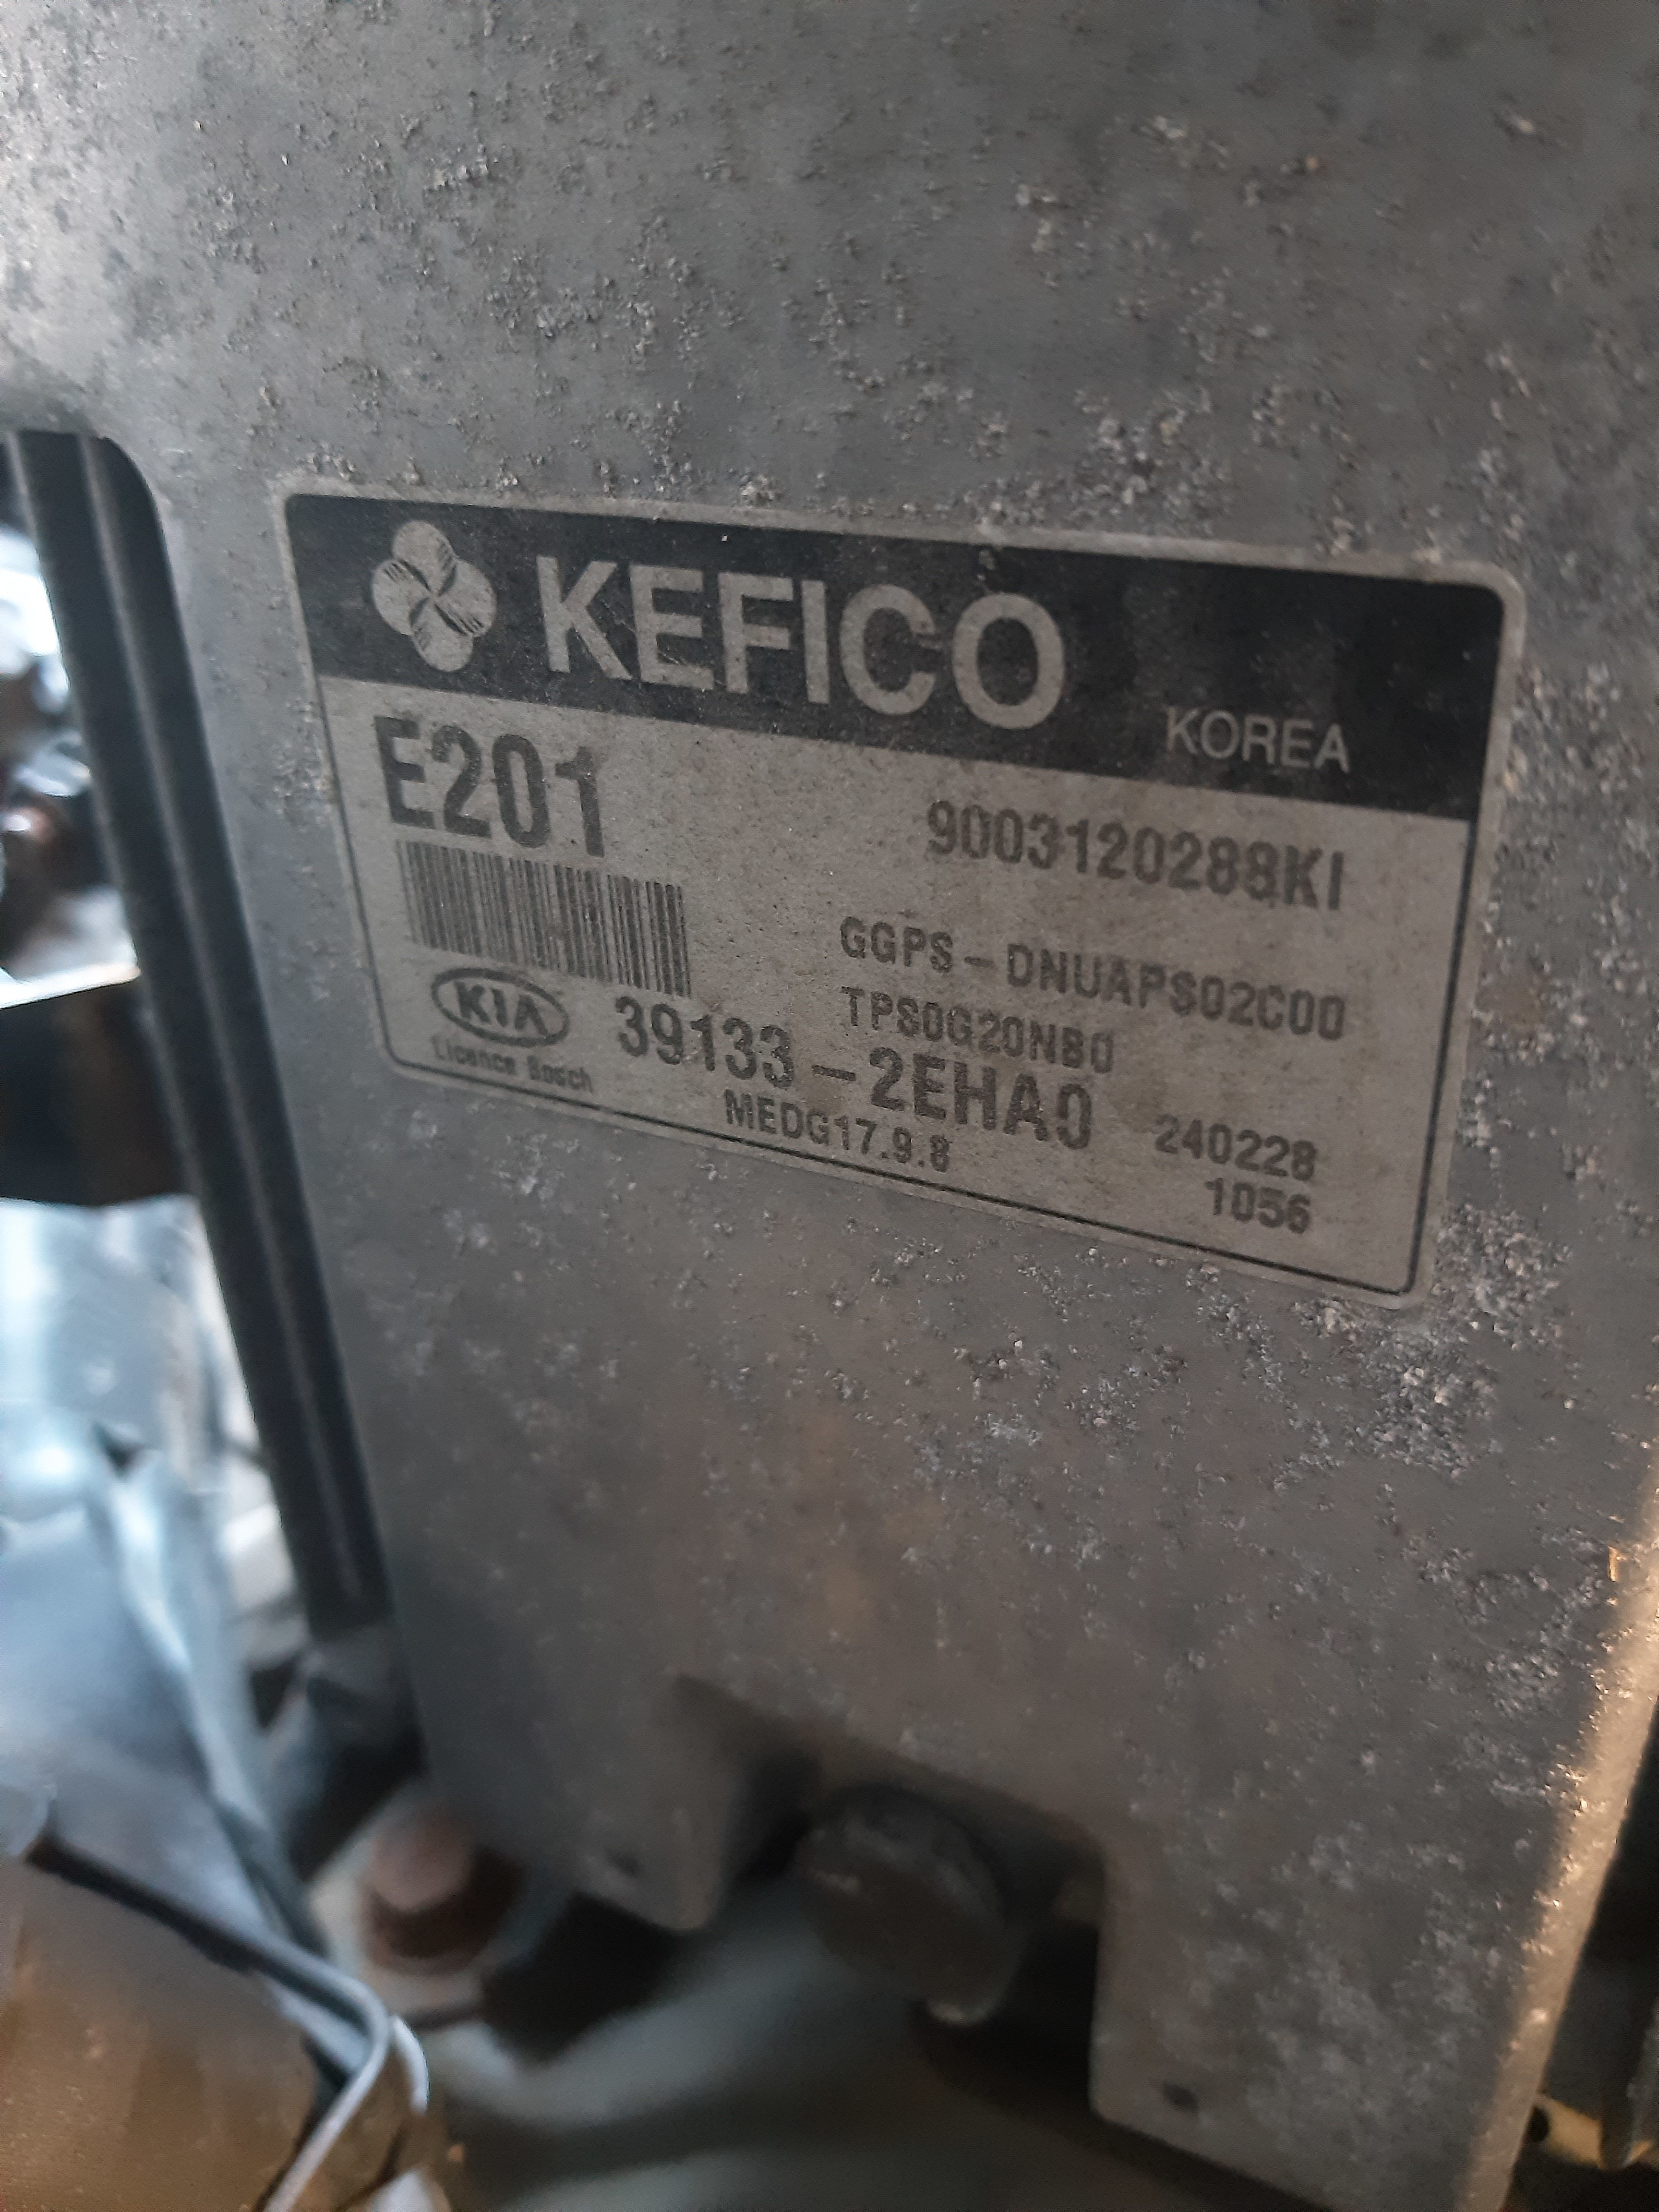 KEFICO KOREA
E201 9003120288KI
GGPS-DNUAPS02C00
TPS0G20NB0
KIA 39133-2EHA0 240228
Licence Bosch MEDG17.9.8 1056